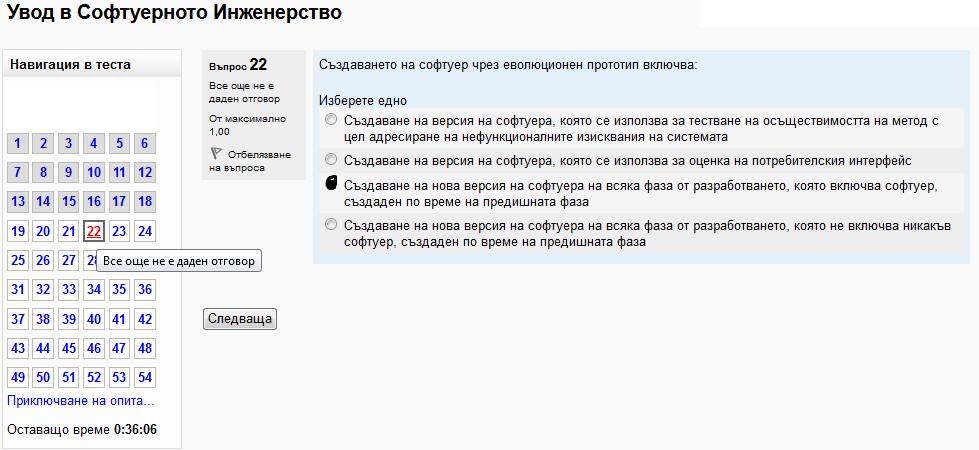 Увод в Софтуерното Инженерство
Навигация в теста
1 2 3 4 5 6
7 8 9 10 11 12
13 14 15 16 17 18
19 20 21 22 23 24
25 26 27
Все още не е даден отговор
31 32 33 34 35 36
37 38 39 40 41 42
43 44 45 46 47 48
49 50 51 52 53 54
Приключване на опита...
Оставащо време 0:36:06
Въпрос 22
Все още не е
даден отговор
От максимално
1,00
Отбелязване
на въпроса
Създаването на софтуер чрез еволюционен прототип включва:
Изберете едно
Създаване на версия на софтуера, която се използва за тестване на осъществимостта на метод с
цел адресиране на нефункционалните изисквания на системата
Създаване на версия на софтуера, която се използва за оценка на потребителския интерфейс
Създаване на нова версия на софтуера на всяка фаза от разработването, която включва софтуер,
създаден по време на предишната фаза
Създаване на нова версия на софтуера на всяка фаза от разработването, която не включва никакъв
софтуер, създаден по време на предишната фаза
Следваща